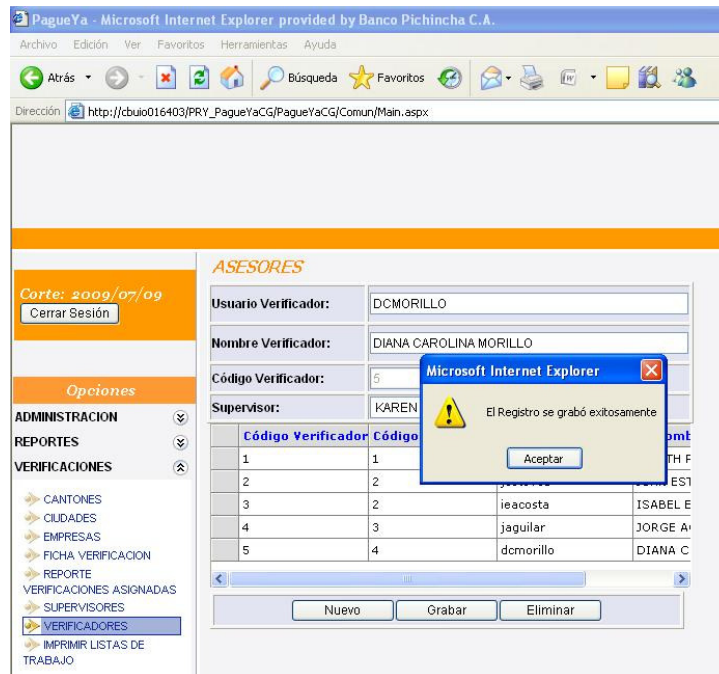 PagueYa - Microsoft Internet Explorer provided by Banco Pichincha C.A.
Archivo Edición Ver Favoritos Herramientas Ayuda
Atrás Búsqueda Favoritos
Dirección http://cbuio016403/PRY_PagueYaCG/PagueYaCG/Comun/Main.aspx
Corte: 2009/07/09
Cerrar Sesión
Opciones
ADMINISTRACION
REPORTES
VERIFICACIONES
CANTONES
CIUDADES
EMPRESAS
FICHA VERIFICACION
REPORTE
VERIFICACIONES ASIGNADAS
SUPERVISORES
VERIFICADORES
IMPRIMIR LISTAS DE
TRABAJO
ASESORES
Usuario Verificador: DCMORILLO
Nombre Verificador: DIANA CAROLINA MORILLO
Código Verificador: 5
Supervisor: KAREN
Microsoft Internet Explorer
El Registro se grabó exitosamente
Aceptar
Código Verificador Código
1 1
2 2
3 2 ieacosta ISABEL E
4 3 jaguilar JORGE A
5 4 dcmorillo DIANA C
Nuevo Grabar Eliminar